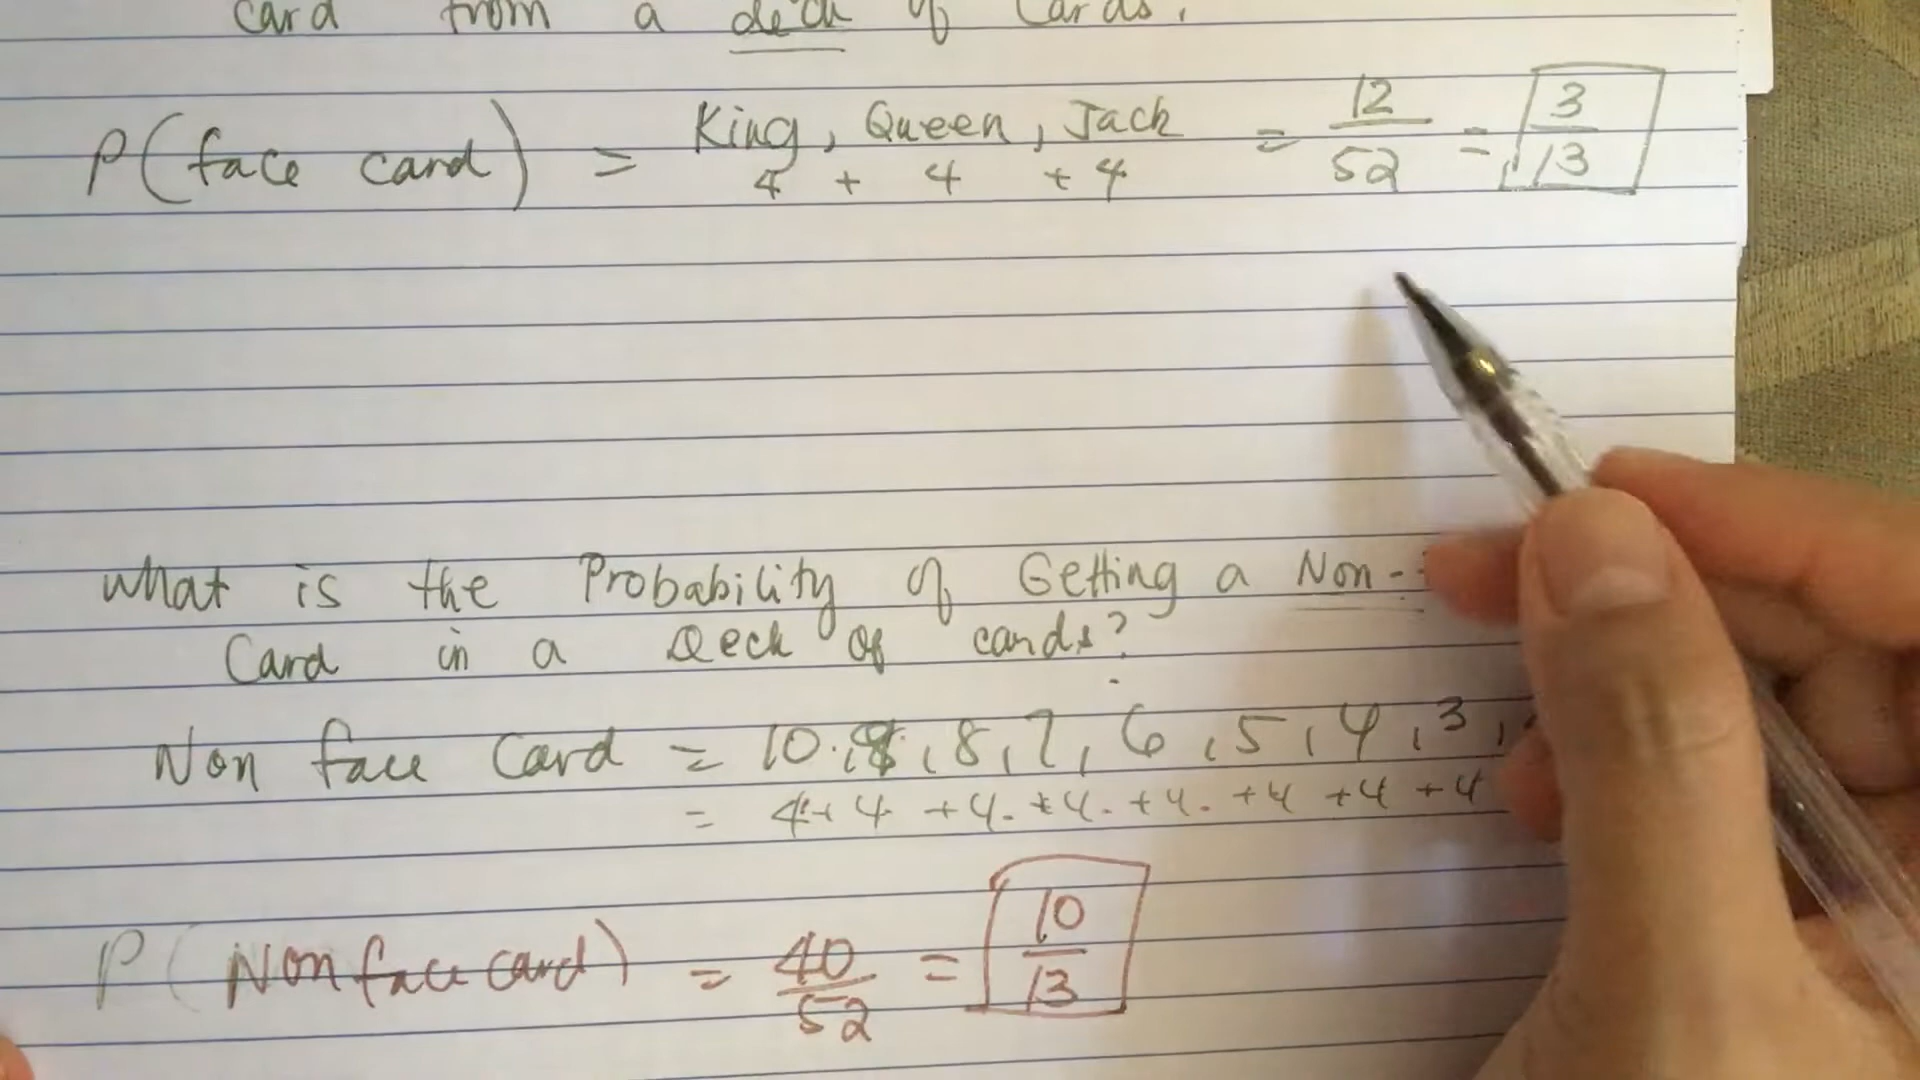 Card from a deck of Cards.
P(face card) = King, Queen, Jack = 12/52 = 3/13
4 + 4 + 4
What is the Probability of Getting a Non-
Card in a Deck of cards?
Non face Card = 10, 9, 8, 7, 6, 5, 4, 3,
= 4+4+4+4+4+4+4+4
P(Non face card) = 40/52 = 10/13